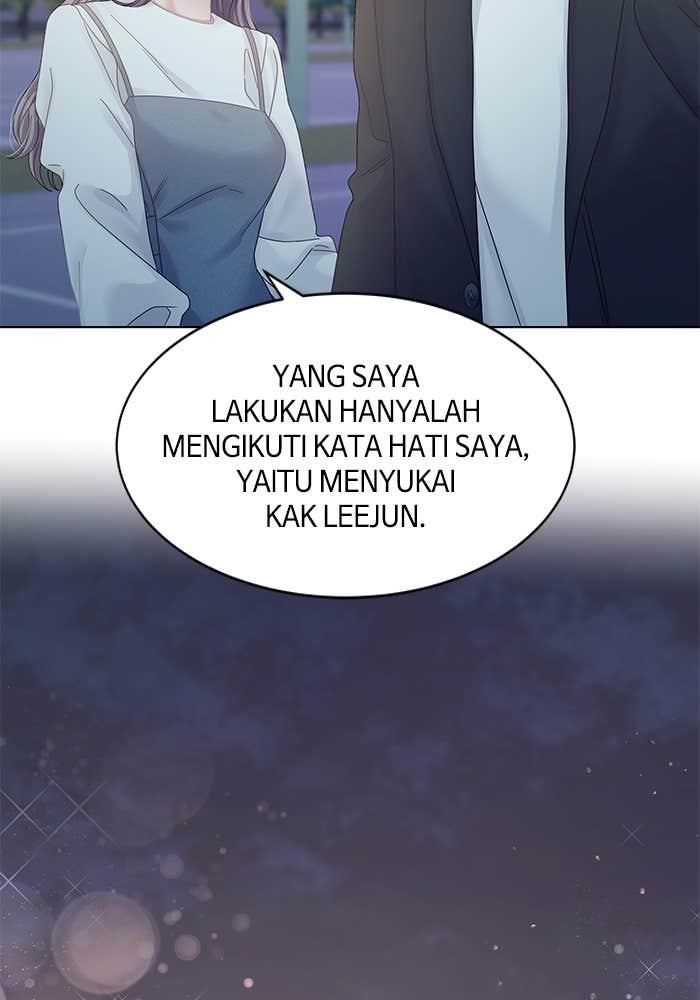 YANG SAYA
LAKUKAN HANYALAH
MENGIKUTI KATA HATI SAYA,
YAITU MENYUKAI
KAK LEEJUN.